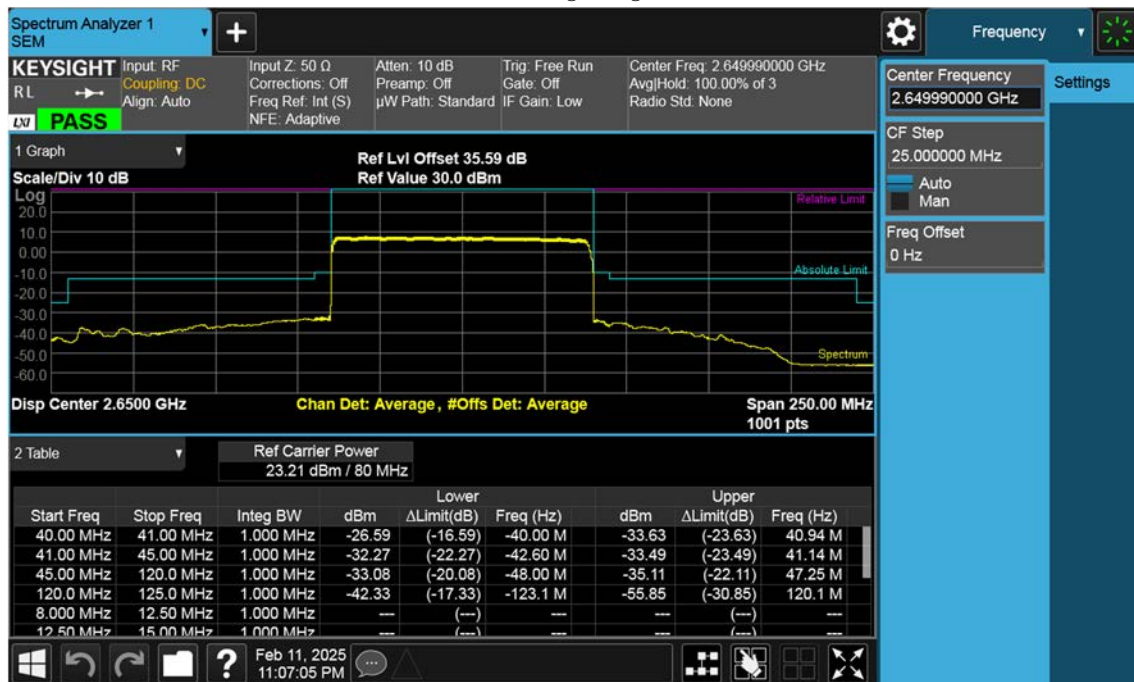 Spectrum Analyzer 1
SEM
Frequency
KEYSIGHT
RL
LXI PASS
Input: RF
Coupling: DC
Align: Auto
Input Z: 50 Ω
Corrections: Off
Freq Ref: Int (S)
NFE: Adaptive
Atten: 10 dB
Preamp: Off
µW Path: Standard
Trig: Free Run
Gate: Off
IF Gain: Low
Center Freq: 2.649990000 GHz
Avg|Hold: 100.00% of 3
Radio Std: None
Center Frequency
2.649990000 GHz
Settings
CF Step
25.000000 MHz
Auto
Man
Freq Offset
0 Hz
1 Graph
Scale/Div 10 dB
Ref Lvl Offset 35.59 dB
Ref Value 30.0 dBm
Log
Relative Limit
20.0
10.0
0.00
-10.0
Absolute Limit
-20.0
-30.0
-40.0
-50.0
Spectrum
-60.0
Disp Center 2.6500 GHz
Chan Det: Average, #Offs Det: Average
Span 250.00 MHz
1001 pts
2 Table
Ref Carrier Power
23.21 dBm / 80 MHz
Lower Upper
Start Freq Stop Freq Integ BW dBm ΔLimit(dB) Freq (Hz) dBm ΔLimit(dB) Freq (Hz)
40.00 MHz 41.00 MHz 1.000 MHz -26.59 (-16.59) -40.00 M -33.63 (-23.63) 40.94 M
41.00 MHz 45.00 MHz 1.000 MHz -32.27 (-22.27) -42.60 M -33.49 (-23.49) 41.14 M
45.00 MHz 120.0 MHz 1.000 MHz -33.08 (-20.08) -48.00 M -35.11 (-22.11) 47.25 M
120.0 MHz 125.0 MHz 1.000 MHz -42.33 (-17.33) -123.1 M -55.85 (-30.85) 120.1 M
8.000 MHz 12.50 MHz 1.000 MHz --- (---) --- --- (---) ---
12.50 MHz 15.00 MHz 1.000 MHz --- (---) --- --- (---) ---
Feb 11, 2025
11:07:05 PM